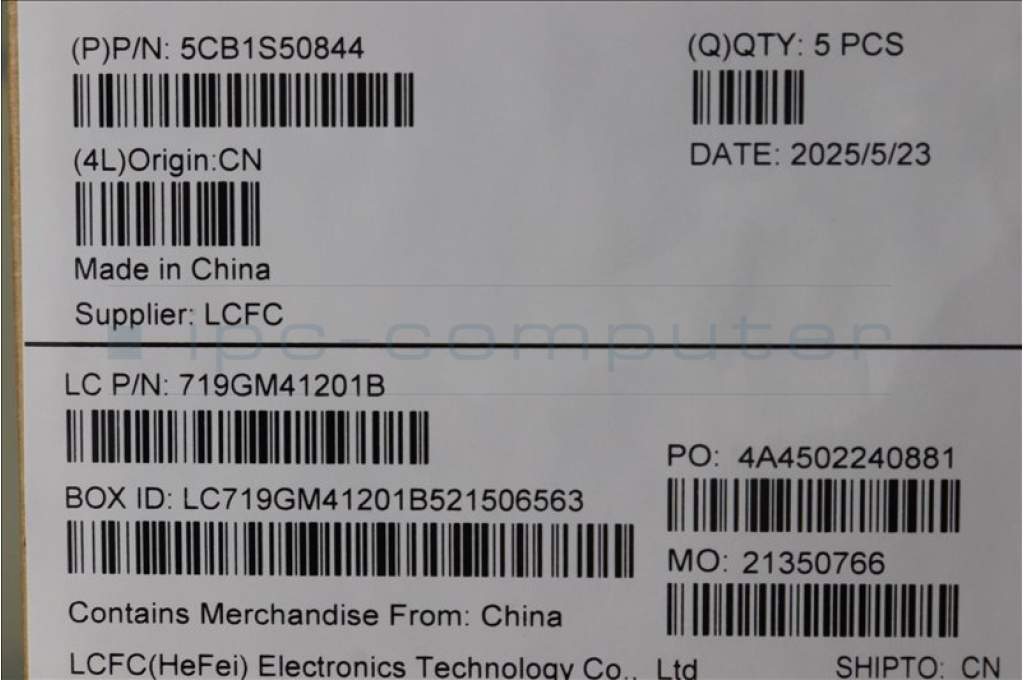 (P)P/N: 5CB1S50844
(Q)QTY: 5 PCS
(4L)Origin:CN
DATE: 2025/5/23
Made in China
Supplier: LCFC
ipc-computer
LC P/N: 719GM41201B
PO: 4A4502240881
BOX ID: LC719GM41201B521506563
MO: 21350766
Contains Merchandise From: China
LCFC(HeFei) Electronics Technology Co., Ltd
SHIPTO: CN